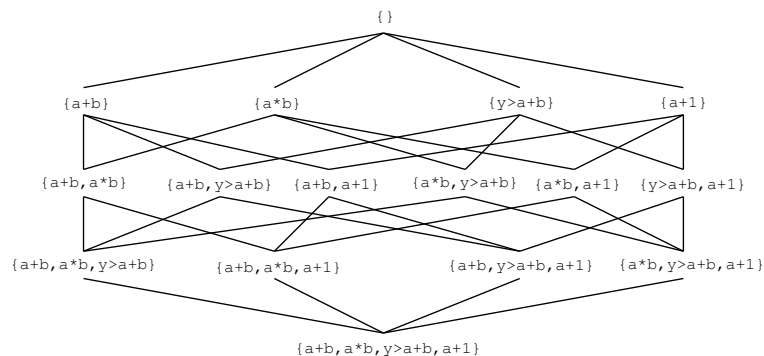 {}
{a+b} {a*b} {y>a+b} {a+1}
{a+b,a*b} {a+b,y>a+b} {a+b,a+1} {a*b,y>a+b} {a*b,a+1} {y>a+b,a+1}
{a+b,a*b,y>a+b} {a+b,a*b,a+1} {a+b,y>a+b,a+1} {a*b,y>a+b,a+1}
{a+b,a*b,y>a+b,a+1}